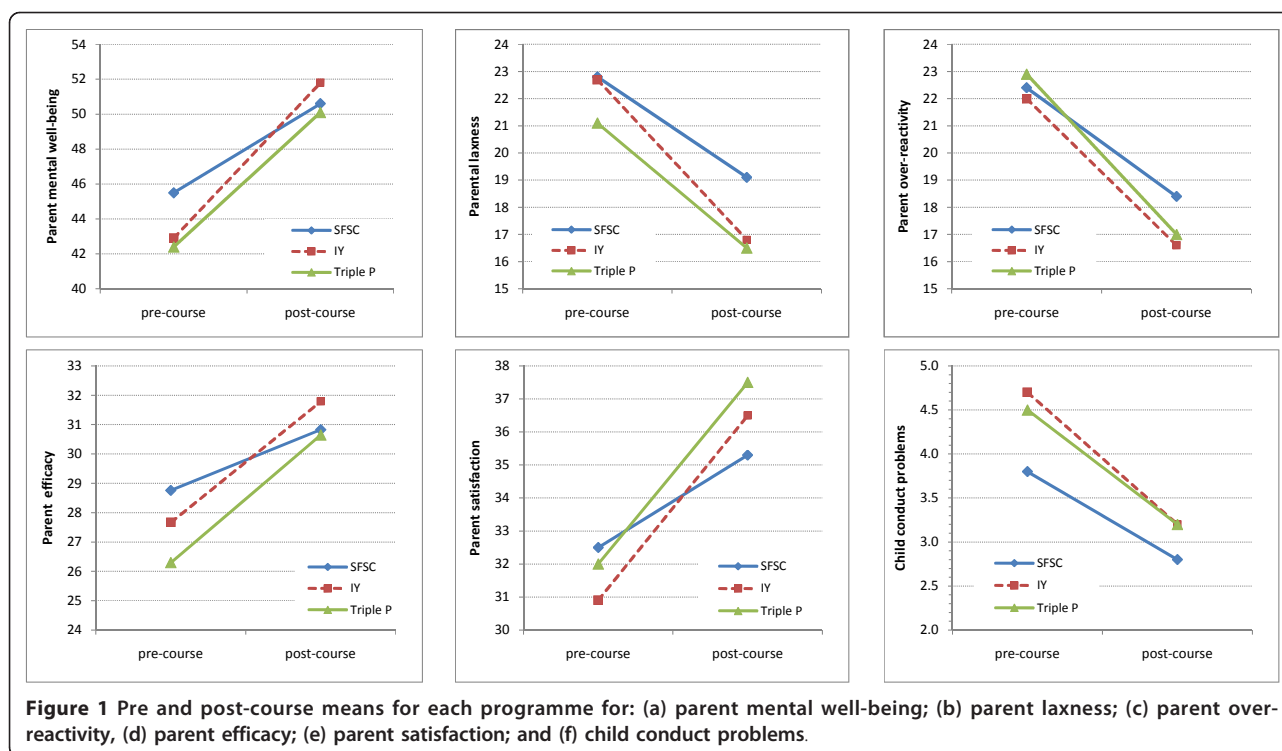 Parent mental well-being
54
52
50
48
46
44
42
40
SFSC
IY
Triple P
pre-course post-course
Parental laxness
24
23
22
21
20
19
18
17
16
15
SFSC
IY
Triple P
pre-course post-course
Parent over-reactivity
24
23
22
21
20
19
18
17
16
15
SFSC
IY
Triple P
pre-course post-course
Parent efficacy
33
32
31
30
29
28
27
26
25
24
SFSC
IY
Triple P
pre-course post-course
Parent satisfaction
38
37
36
35
34
33
32
31
30
SFSC
IY
Triple P
pre-course post-course
Child conduct problems
5.0
4.5
4.0
3.5
3.0
2.5
2.0
SFSC
IY
Triple P
pre-course post-course
Figure 1 Pre and post-course means for each programme for: (a) parent mental well-being; (b) parent laxness; (c) parent over-
reactivity, (d) parent efficacy; (e) parent satisfaction; and (f) child conduct problems.